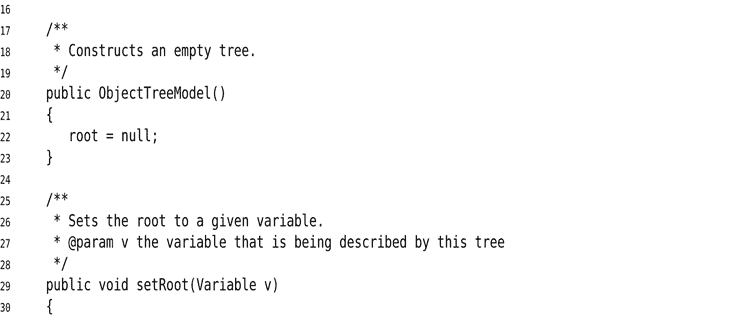 16
17    /**
18     * Constructs an empty tree.
19     */
20    public ObjectTreeModel()
21    {
22       root = null;
23    }
24
25    /**
26     * Sets the root to a given variable.
27     * @param v the variable that is being described by this tree
28     */
29    public void setRoot(Variable v)
30    {